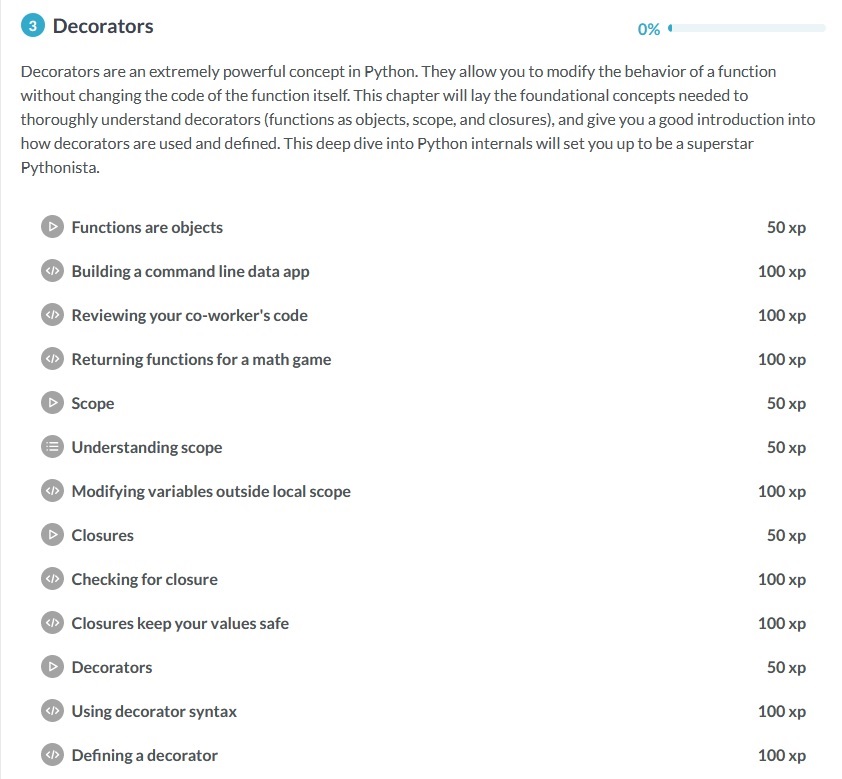 3 Decorators 0%
Decorators are an extremely powerful concept in Python. They allow you to modify the behavior of a function
without changing the code of the function itself. This chapter will lay the foundational concepts needed to
thoroughly understand decorators (functions as objects, scope, and closures), and give you a good introduction into
how decorators are used and defined. This deep dive into Python internals will set you up to be a superstar
Pythonista.
Functions are objects 50 xp
Building a command line data app 100 xp
Reviewing your co-worker's code 100 xp
Returning functions for a math game 100 xp
Scope 50 xp
Understanding scope 50 xp
Modifying variables outside local scope 100 xp
Closures 50 xp
Checking for closure 100 xp
Closures keep your values safe 100 xp
Decorators 50 xp
Using decorator syntax 100 xp
Defining a decorator 100 xp